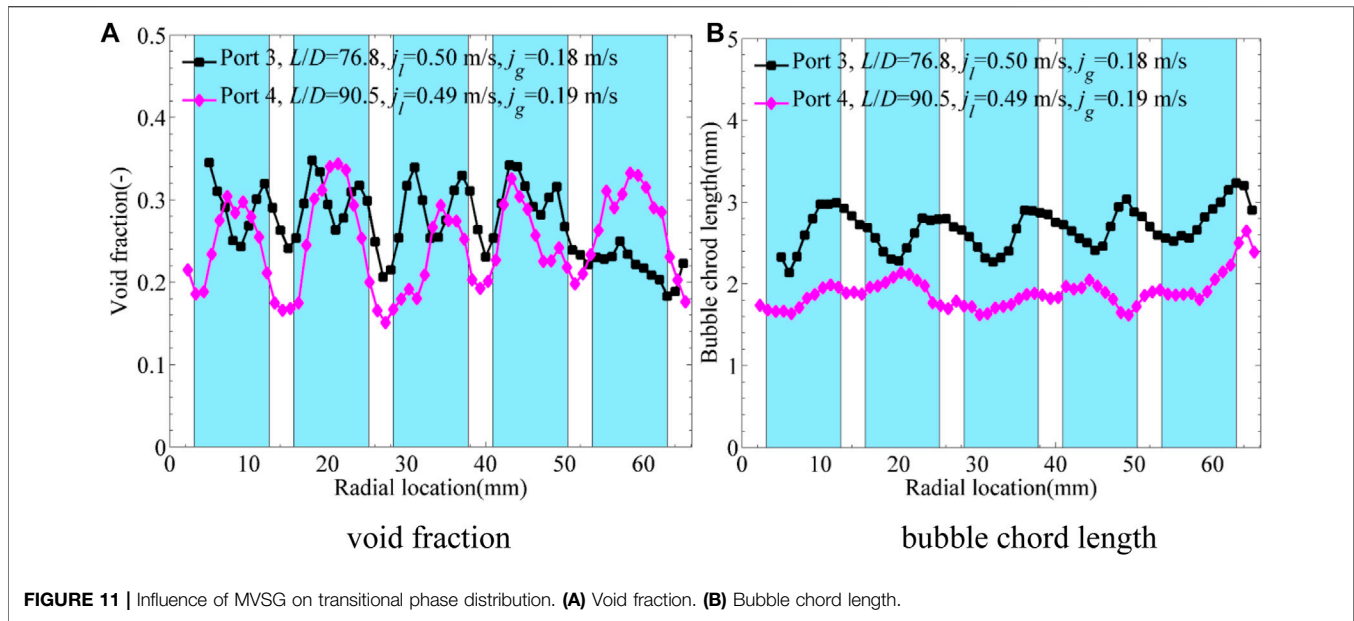 A
0.5
0.4
0.3
0.2
0.1
0
Void fraction(-)
Port 3, L/D=76.8, j_l=0.50 m/s, j_g=0.18 m/s
Port 4, L/D=90.5, j_l=0.49 m/s, j_g=0.19 m/s
0 10 20 30 40 50 60
Radial location(mm)
void fraction
B
5
4
3
2
1
0
Bubble chrod length(mm)
Port 3, L/D=76.8, j_l=0.50 m/s, j_g=0.18 m/s
Port 4, L/D=90.5, j_l=0.49 m/s, j_g=0.19 m/s
0 10 20 30 40 50 60
Radial location(mm)
bubble chord length
FIGURE 11 | Influence of MVSG on transitional phase distribution. (A) Void fraction. (B) Bubble chord length.